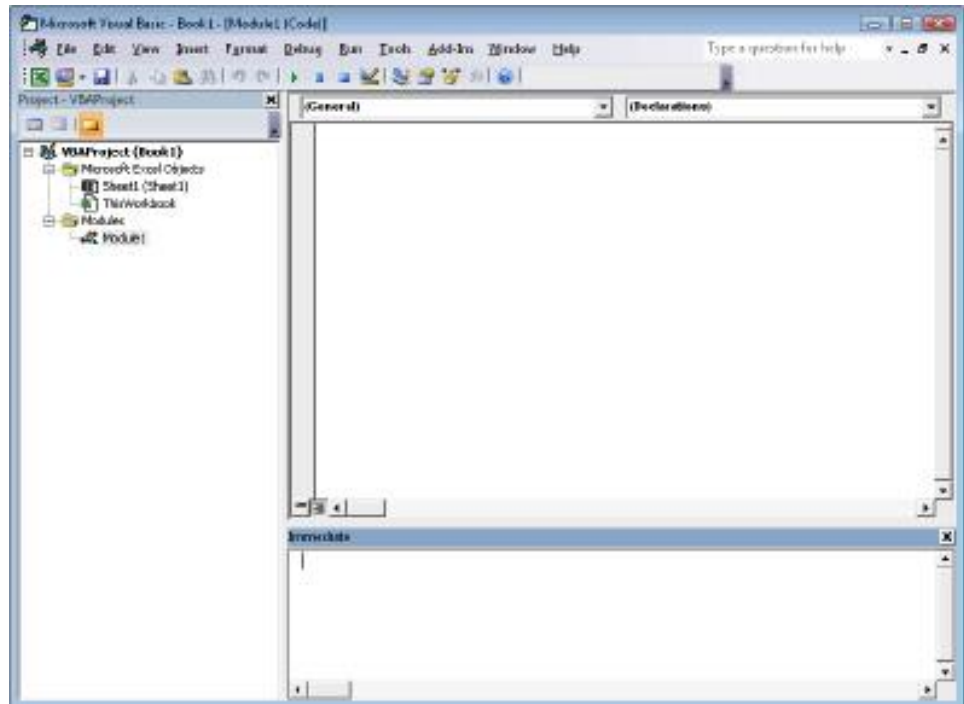 Microsoft Visual Basic - Book1 - [Module1 (Code)]
File Edit View Insert Format Debug Run Tools Add-Ins Window Help
Type a question for help
Project - VBAProject
(General)
(Declarations)
VBAProject (Book1)
Microsoft Excel Objects
Sheet1 (Sheet1)
ThisWorkbook
Modules
Module1
Immediate